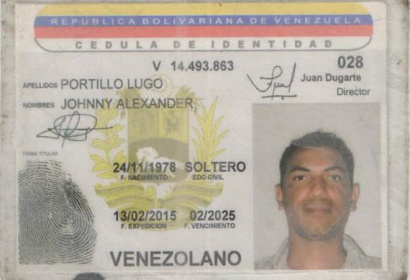 REPUBLICA BOLIVARIANA DE VENEZUELA
CEDULA DE IDENTIDAD
V 14.493.863
028
APELLIDOS PORTILLO LUGO
Juan Dugarte
Director
NOMBRES JOHNNY ALEXANDER
FIRMA TITULAR
24/11/1978 SOLTERO
F. NACIMIENTO EDO CIVIL
13/02/2015 02/2025
F. EXPEDICION F. VENCIMIENTO
VENEZOLANO